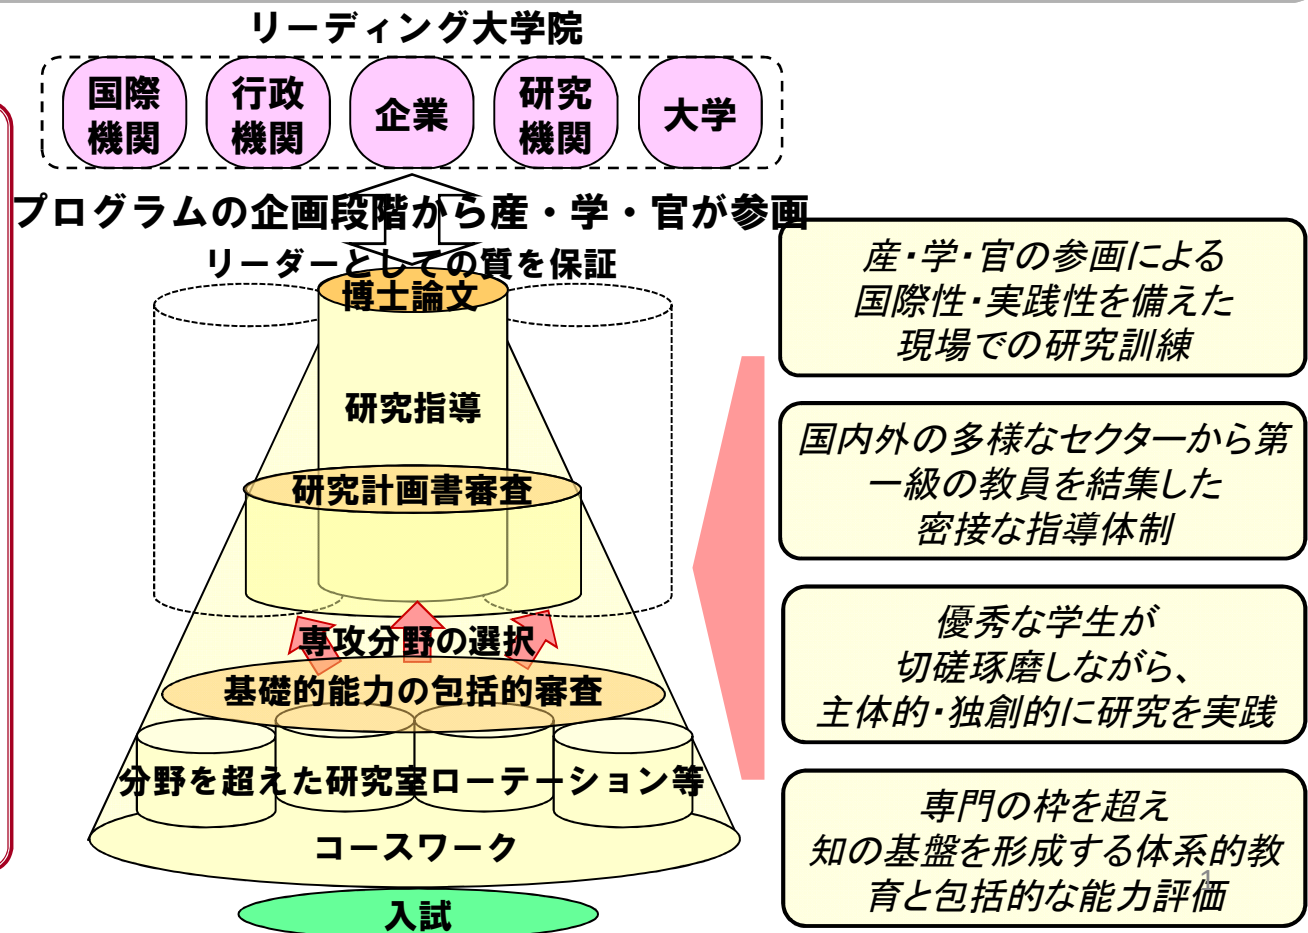 リーディング大学院
国際
機関
行政
機関
企業
研究
機関
大学
プログラムの企画段階から産・学・官が参画
リーダーとしての質を保証
博士論文
研究指導
研究計画書審査
専攻分野の選択
基礎的能力の包括的審査
分野を超えた研究室ローテーション等
コースワーク
入試
産・学・官の参画による
国際性・実践性を備えた
現場での研究訓練
国内外の多様なセクターから第
一級の教員を結集した
密接な指導体制
優秀な学生が
切磋琢磨しながら、
主体的・独創的に研究を実践
専門の枠を超え
知の基盤を形成する体系的教
育と包括的な能力評価
1